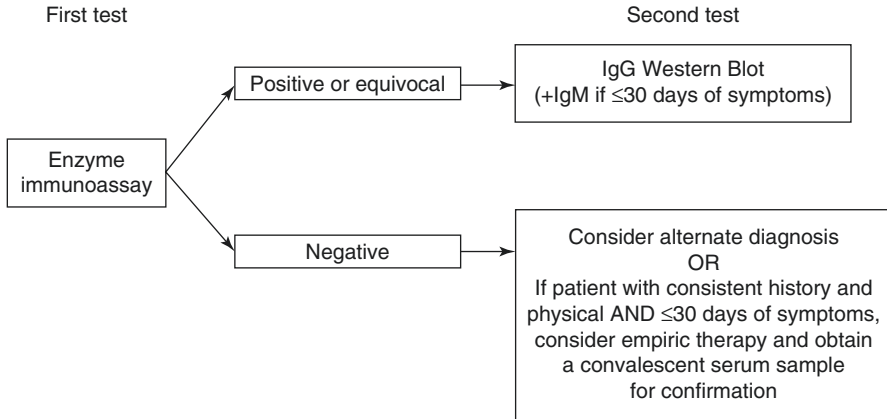 First test
Second test
Enzyme
immunoassay
Positive or equivocal
IgG Western Blot
(+IgM if ≤30 days of symptoms)
Negative
Consider alternate diagnosis
OR
If patient with consistent history and
physical AND ≤30 days of symptoms,
consider empiric therapy and obtain
a convalescent serum sample
for confirmation